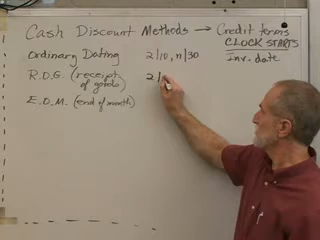 Cash Discount Methods → Credit terms
CLOCK STARTS
Ordinary Dating 2/10, n/30 inv. date
R.O.G. (receipt of goods) 2/
E.O.M. (end of month)